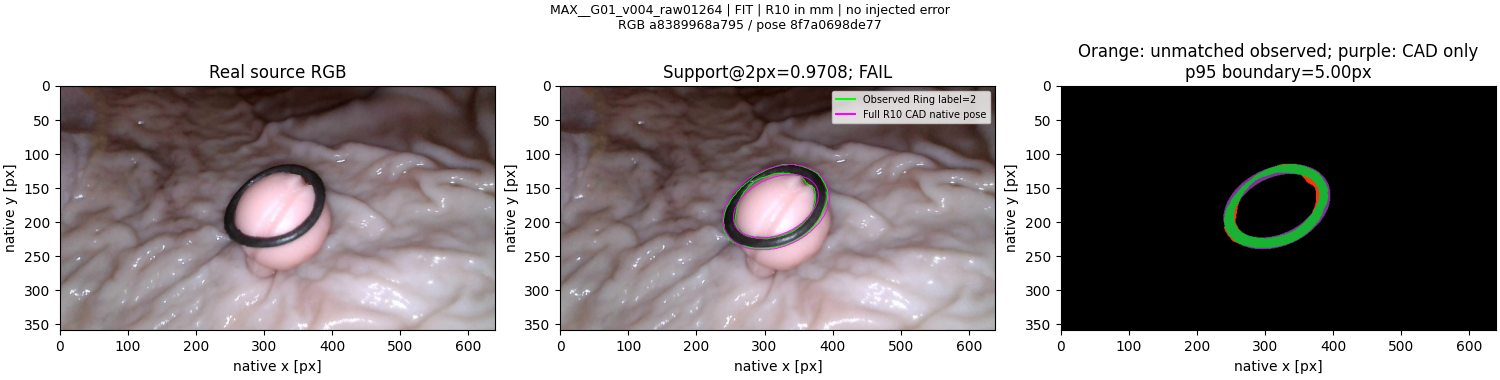 MAX__G01_v004_raw01264 | FIT | R10 in mm | no injected error
RGB a8389968a795 / pose 8f7a0698de77
Real source RGB
Support@2px=0.9708; FAIL
Orange: unmatched observed; purple: CAD only
p95 boundary=5.00px
Observed Ring label=2
Full R10 CAD native pose
0
50
100
150
200
250
300
350
native y [px]
0 100 200 300 400 500 600
native x [px]
0
50
100
150
200
250
300
350
native y [px]
0 100 200 300 400 500 600
native x [px]
0
50
100
150
200
250
300
350
native y [px]
0 100 200 300 400 500 600
native x [px]